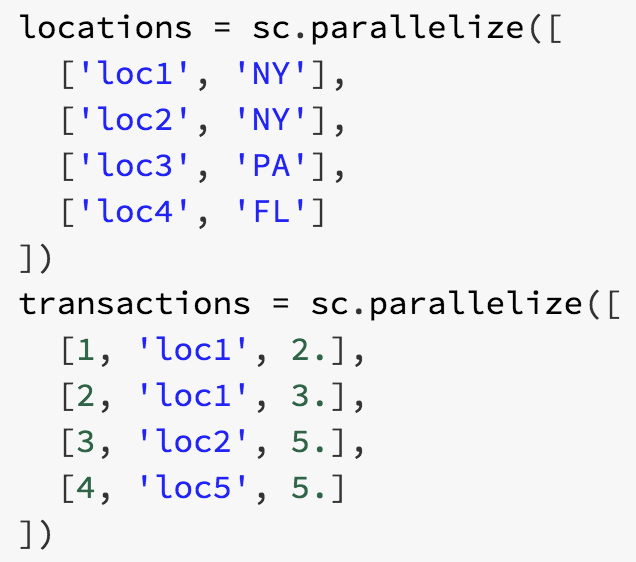 locations = sc.parallelize([
  ['loc1', 'NY'],
  ['loc2', 'NY'],
  ['loc3', 'PA'],
  ['loc4', 'FL']
])
transactions = sc.parallelize([
  [1, 'loc1', 2.],
  [2, 'loc1', 3.],
  [3, 'loc2', 5.],
  [4, 'loc5', 5.]
])